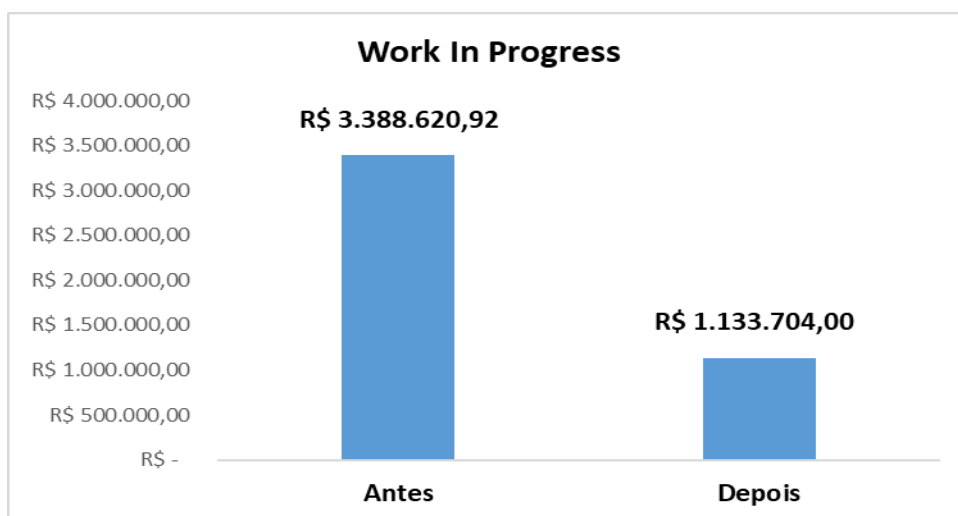 Work In Progress
R$ 4.000.000,00
R$ 3.388.620,92
R$ 3.500.000,00
R$ 3.000.000,00
R$ 2.500.000,00
R$ 2.000.000,00
R$ 1.500.000,00
R$ 1.133.704,00
R$ 1.000.000,00
R$ 500.000,00
R$ -
Antes
Depois